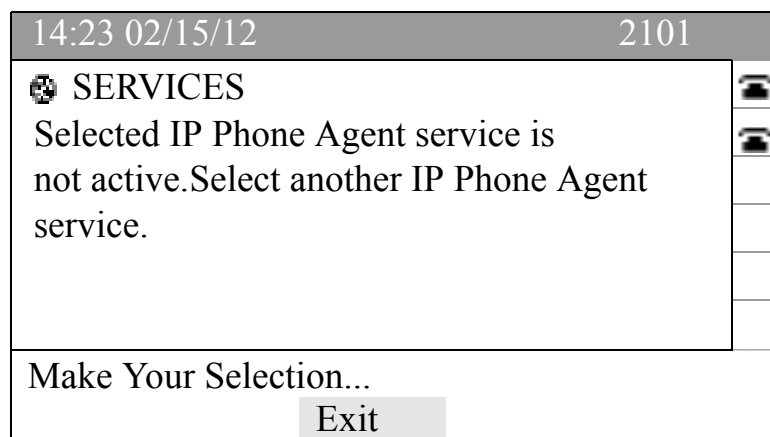 14:23 02/15/12 2101
SERVICES
Selected IP Phone Agent service is
not active.Select another IP Phone Agent
service.
Make Your Selection...
Exit